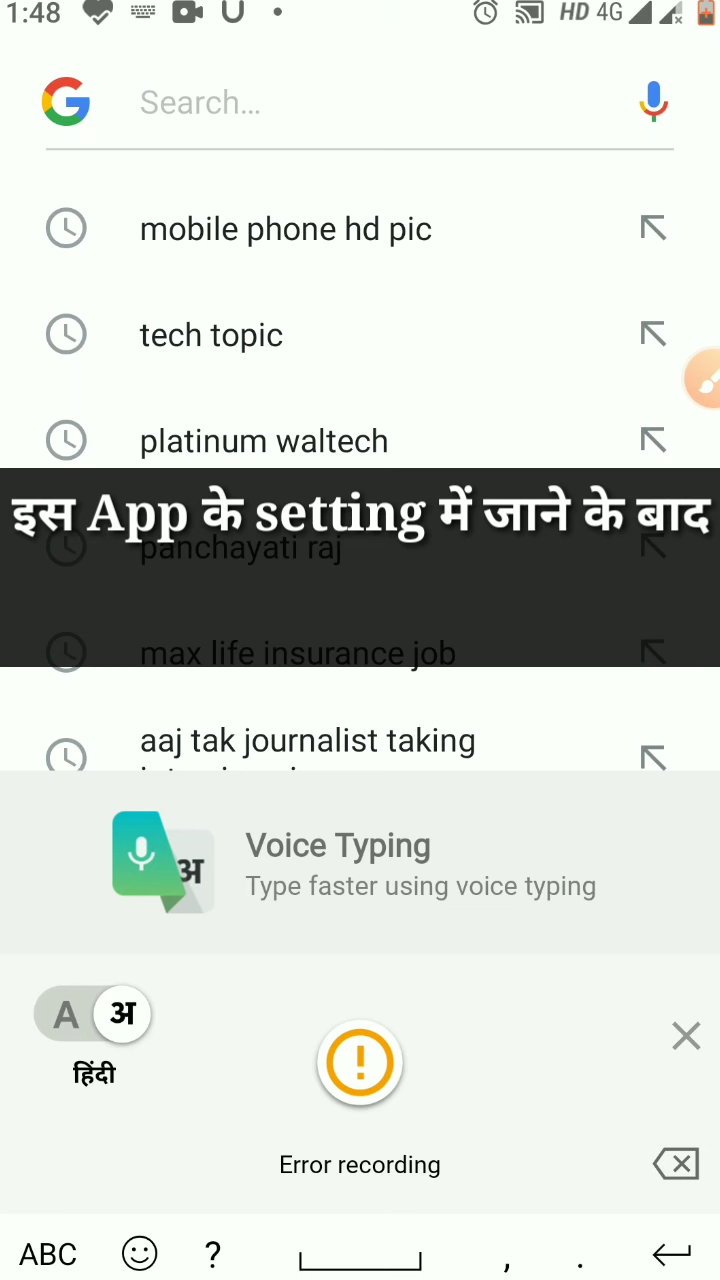 1:48 HD 4G
Search...
mobile phone hd pic
tech topic
platinum waltech
इस App के setting में जाने के बाद
panchayati raj
max life insurance job
aaj tak journalist taking
अ
Voice Typing
Type faster using voice typing
A अ
हिंदी
!
Error recording
ABC ? , .